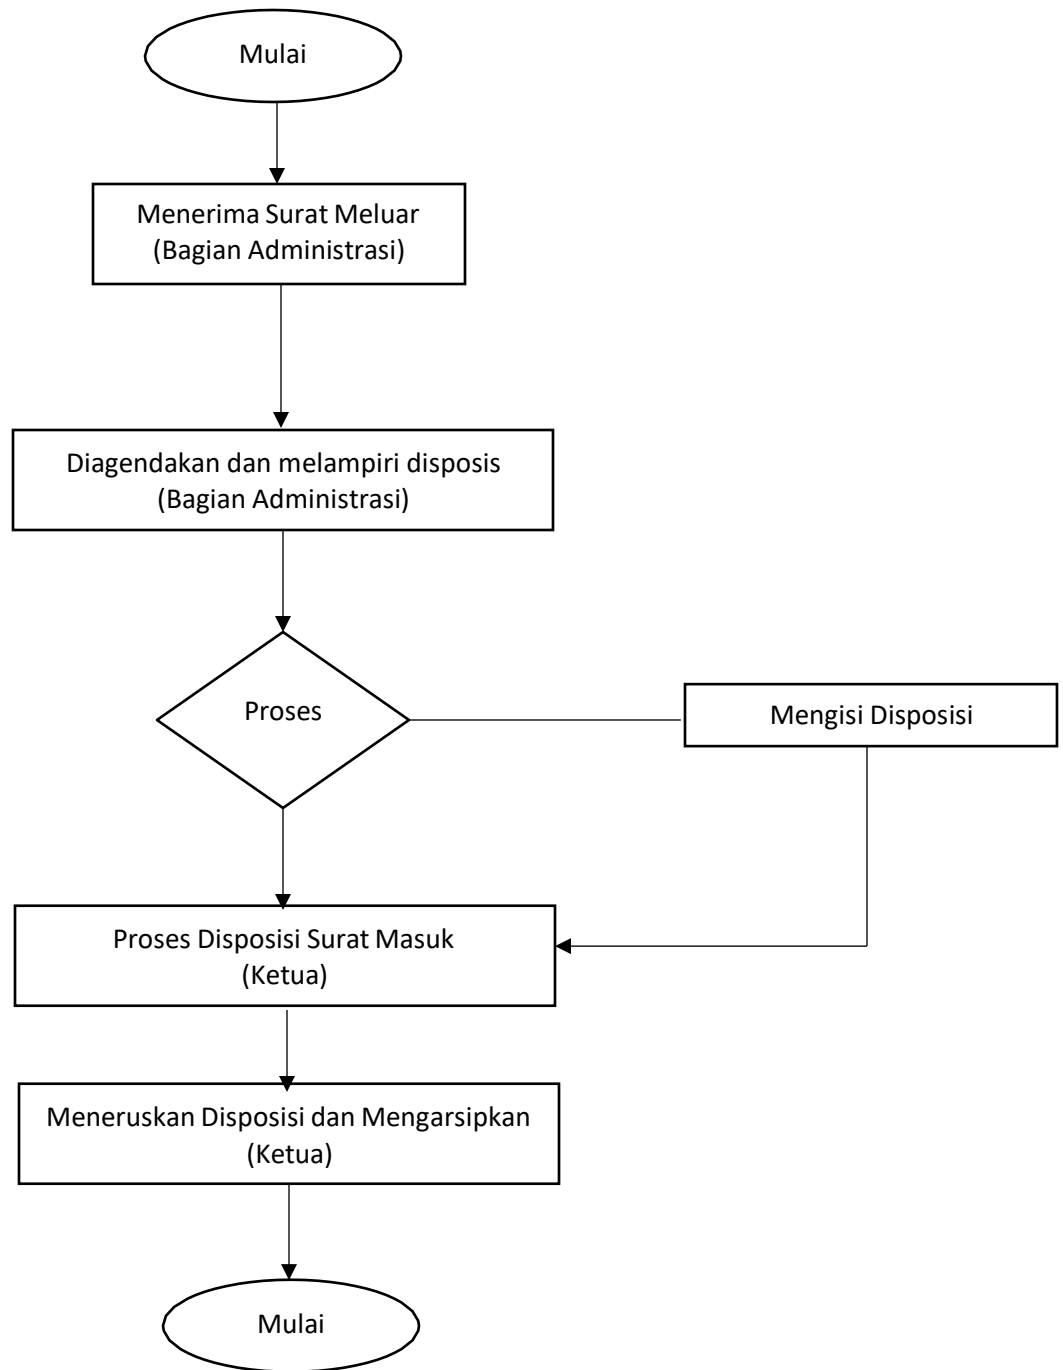 Mulai
Menerima Surat Meluar
(Bagian Administrasi)
Diagendakan dan melampiri disposis
(Bagian Administrasi)
Proses
Mengisi Disposisi
Proses Disposisi Surat Masuk
(Ketua)
Meneruskan Disposisi dan Mengarsipkan
(Ketua)
Mulai